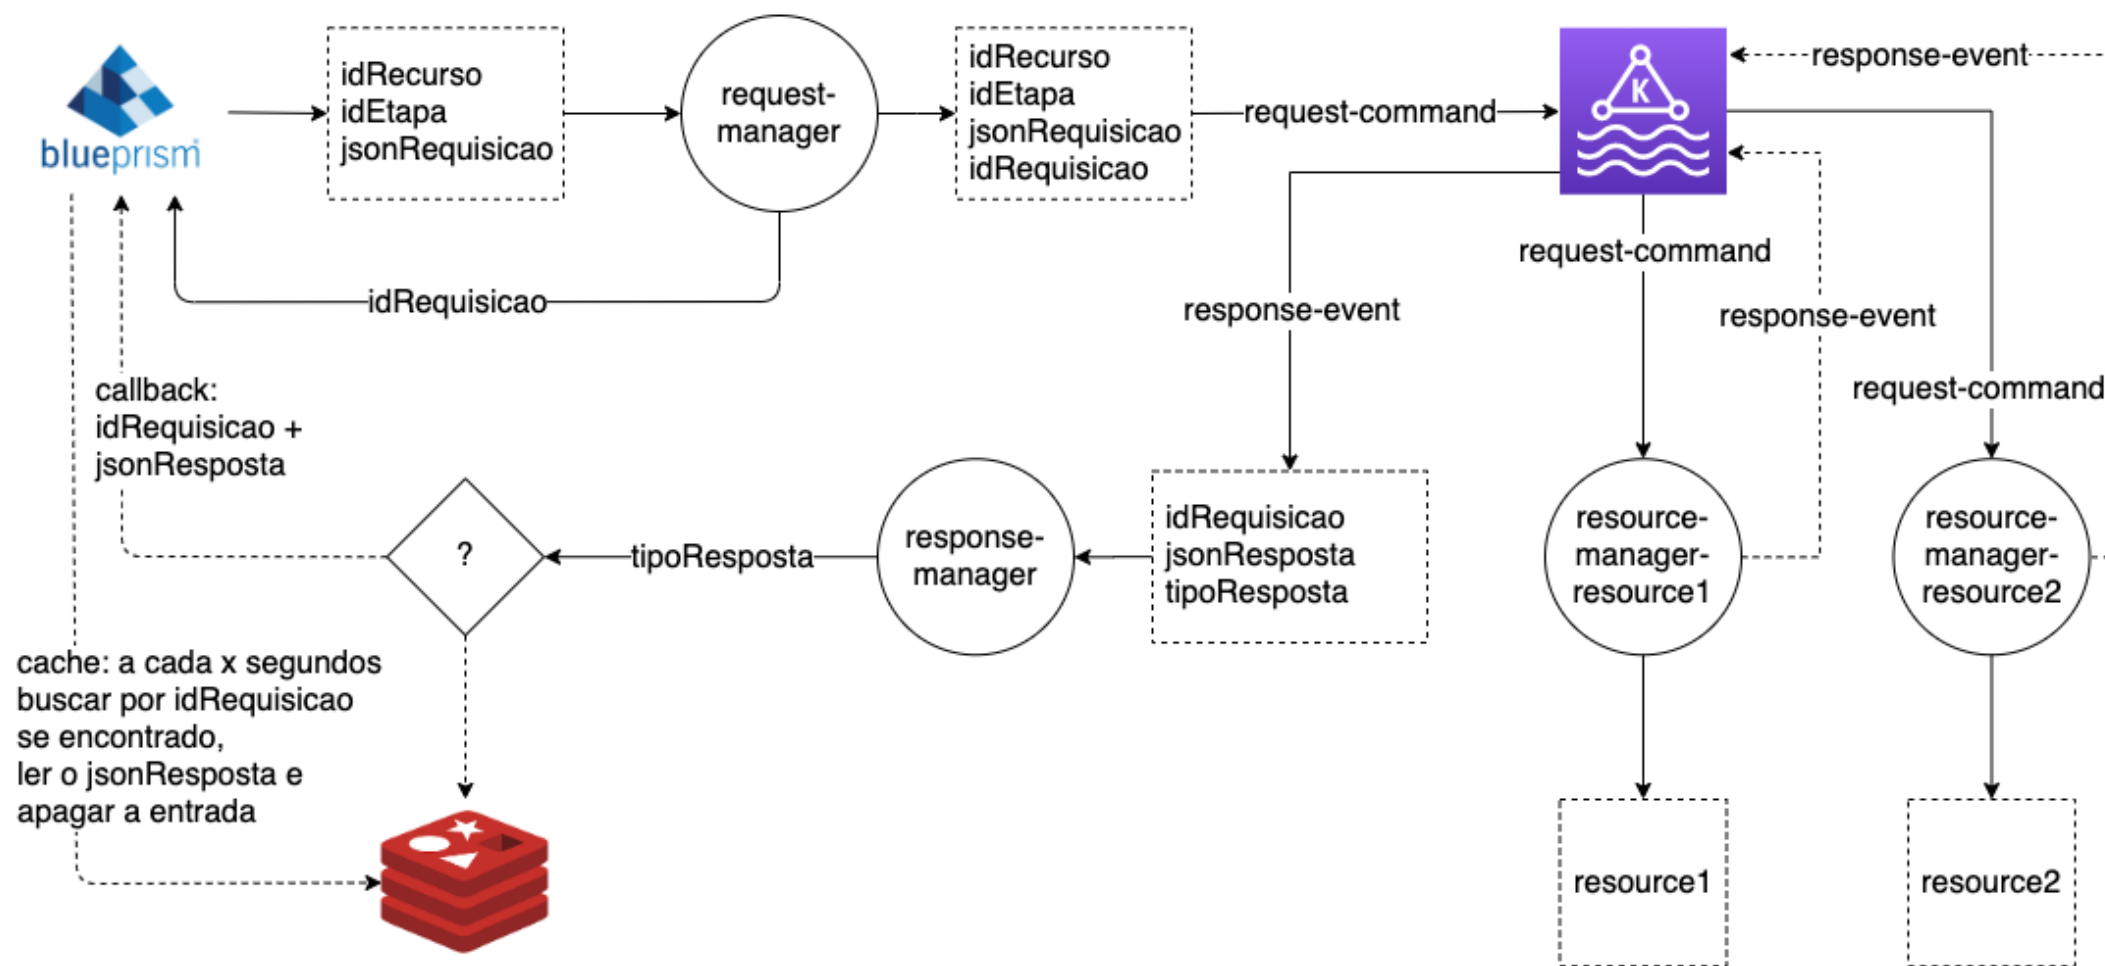 blueprism
idRecurso
idEtapa
jsonRequisicao
request-
manager
idRecurso
idEtapa
jsonRequisicao
idRequisicao
request-command
K
response-event
idRequisicao
response-event
request-command
response-event
request-command
callback:
idRequisicao +
jsonResposta
?
tipoResposta
response-
manager
idRequisicao
jsonResposta
tipoResposta
resource-
manager-
resource1
resource-
manager-
resource2
cache: a cada x segundos
buscar por idRequisicao
se encontrado,
ler o jsonResposta e
apagar a entrada
resource1
resource2